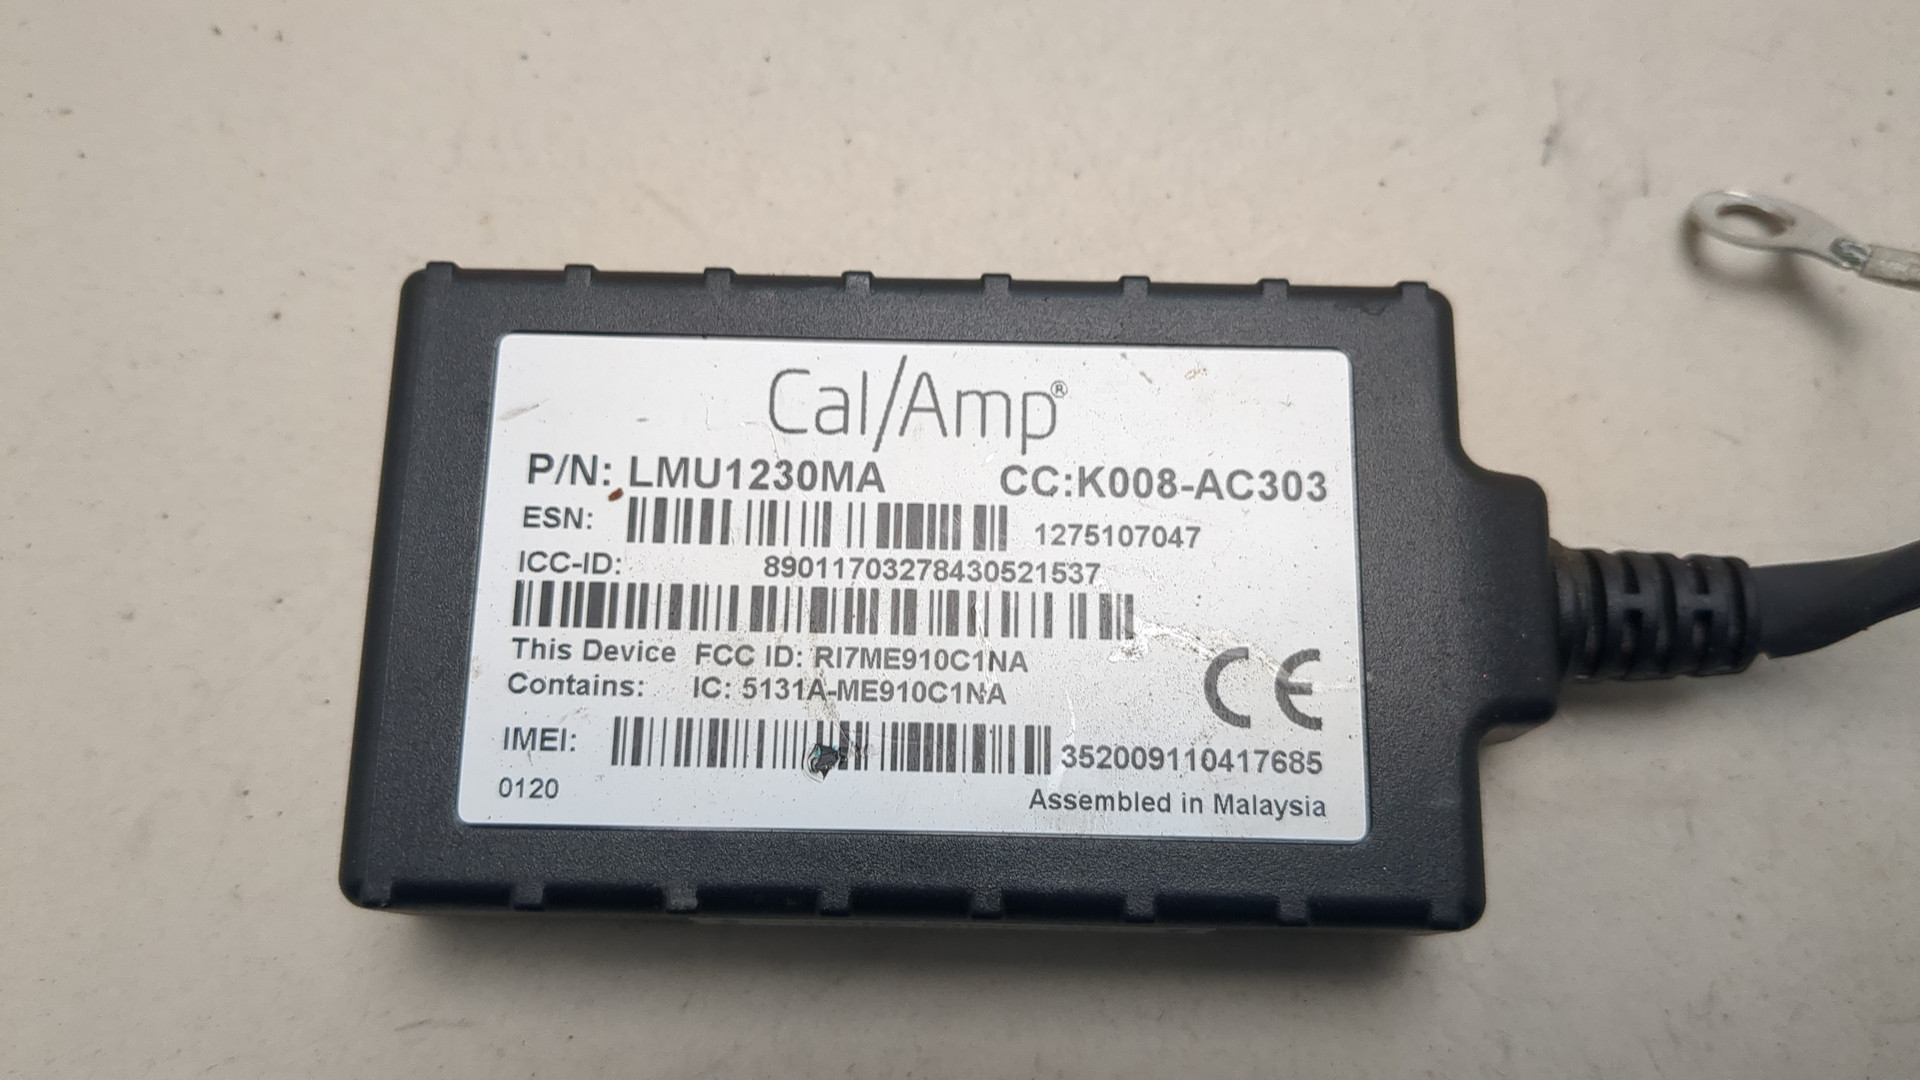 Cal/Amp®
P/N: LMU1230MA CC:K008-AC303
ESN: 1275107047
ICC-ID: 89011703278430521537
This Device FCC ID: RI7ME910C1NA
Contains: IC: 5131A-ME910C1NA
CE
IMEI: 352009110417685
0120 Assembled in Malaysia